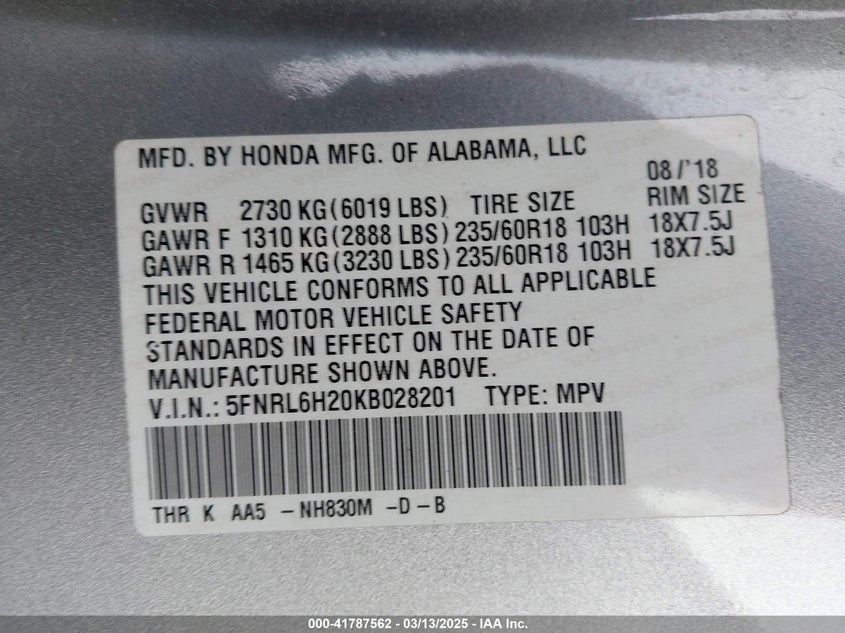 MFD. BY HONDA MFG. OF ALABAMA, LLC
08/'18
GVWR 2730 KG(6019 LBS) TIRE SIZE RIM SIZE
GAWR F 1310 KG(2888 LBS) 235/60R18 103H 18X7.5J
GAWR R 1465 KG(3230 LBS) 235/60R18 103H 18X7.5J
THIS VEHICLE CONFORMS TO ALL APPLICABLE
FEDERAL MOTOR VEHICLE SAFETY
STANDARDS IN EFFECT ON THE DATE OF
MANUFACTURE SHOWN ABOVE.
V.I.N.: 5FNRL6H20KB028201 TYPE: MPV
THR K AA5 -NH830M -D-B
000-41787562 - 03/13/2025 - IAA Inc.